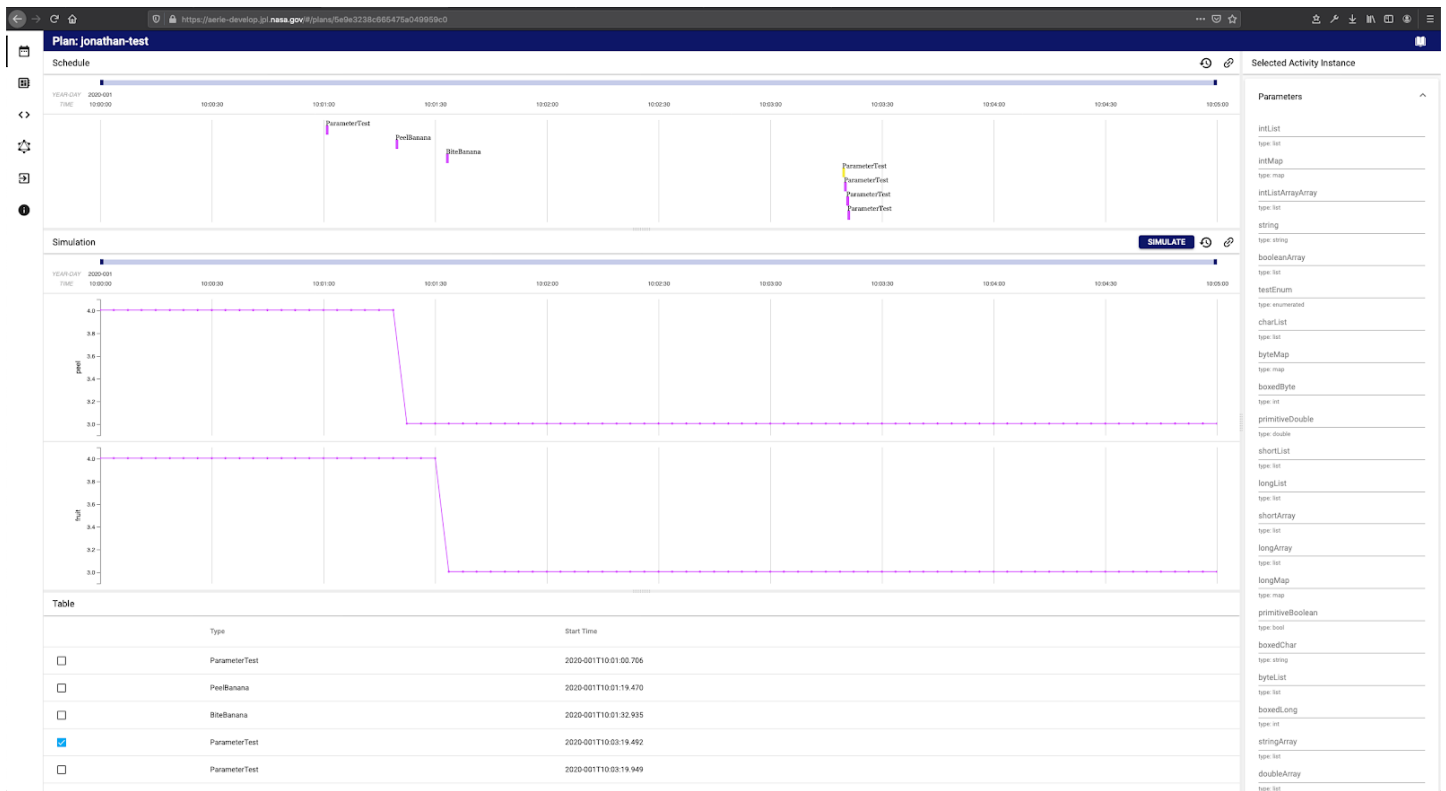 https://aerie-develop.jpl.nasa.gov/#/plans/5e9e3238c665475a049959c0
Plan: jonathan-test
Schedule
YEAR-DAY 2020-001
TIME 10:00:00 10:00:30 10:01:00 10:01:30 10:02:00 10:02:30 10:03:00 10:03:30 10:04:00 10:04:30 10:05:00
ParameterTest
PeelBanana
BiteBanana
ParameterTest
ParameterTest
ParameterTest
ParameterTest
Simulation SIMULATE
YEAR-DAY 2020-001
TIME 10:00:00 10:00:30 10:01:00 10:01:30 10:02:00 10:02:30 10:03:00 10:03:30 10:04:00 10:04:30 10:05:00
peel
4.0
3.8
3.6
3.4
3.2
3.0
fruit
4.0
3.8
3.6
3.4
3.2
3.0
Table
Type Start Time
ParameterTest 2020-001T10:01:00.706
PeelBanana 2020-001T10:01:19.470
BiteBanana 2020-001T10:01:32.935
ParameterTest 2020-001T10:03:19.492
ParameterTest 2020-001T10:03:19.949
Selected Activity Instance
Parameters
intList
type: list
intMap
type: map
intListArrayArray
type: list
string
type: string
booleanArray
type: list
testEnum
type: enumerated
charList
type: list
byteMap
type: map
boxedByte
type: int
primitiveDouble
type: double
shortList
type: list
longList
type: list
shortArray
type: list
longArray
type: list
longMap
type: map
primitiveBoolean
type: bool
boxedChar
type: string
byteList
type: list
boxedLong
type: int
stringArray
type: list
doubleArray
type: list